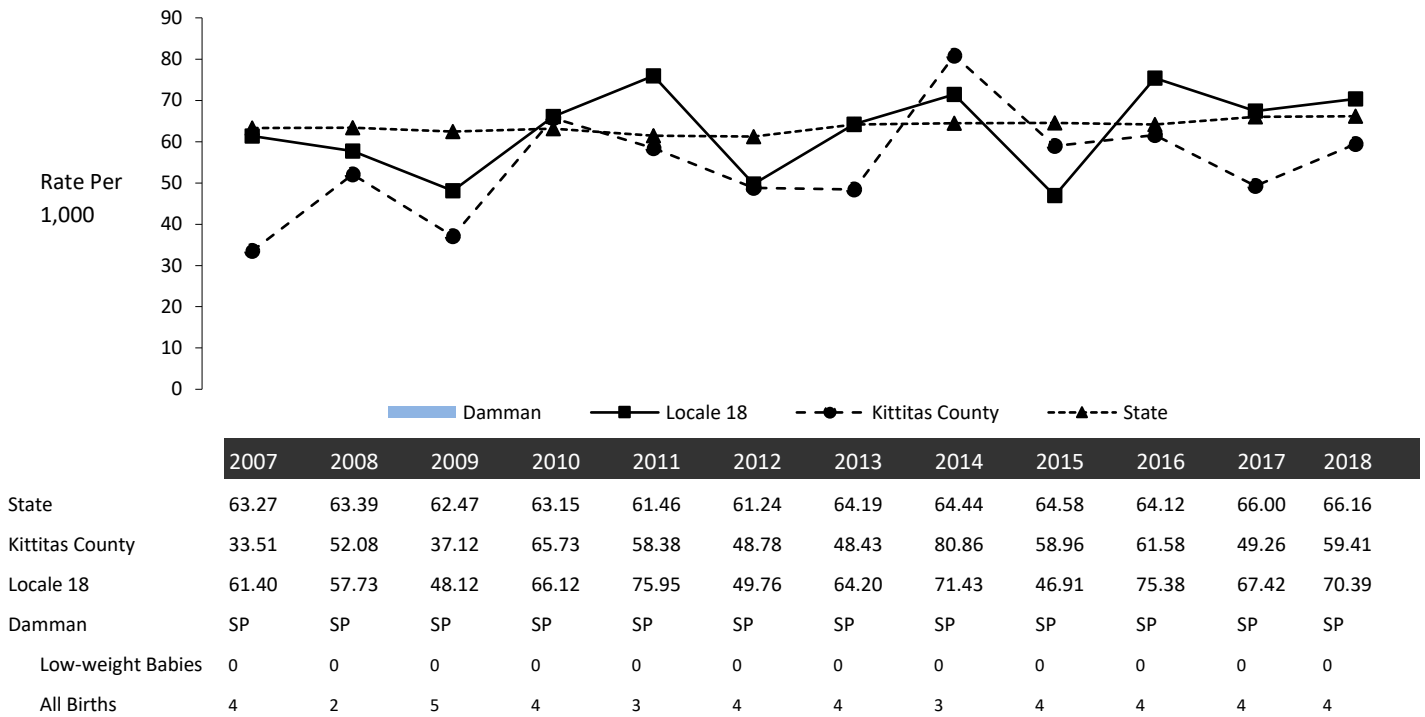 90
80
70
60
50
40
30
20
10
0
Rate Per
1,000
Damman Locale 18 Kittitas County State
2007 2008 2009 2010 2011 2012 2013 2014 2015 2016 2017 2018
State 63.27 63.39 62.47 63.15 61.46 61.24 64.19 64.44 64.58 64.12 66.00 66.16
Kittitas County 33.51 52.08 37.12 65.73 58.38 48.78 48.43 80.86 58.96 61.58 49.26 59.41
Locale 18 61.40 57.73 48.12 66.12 75.95 49.76 64.20 71.43 46.91 75.38 67.42 70.39
Damman SP SP SP SP SP SP SP SP SP SP SP SP
Low-weight Babies 0 0 0 0 0 0 0 0 0 0 0 0
All Births 4 2 5 4 3 4 4 3 4 4 4 4